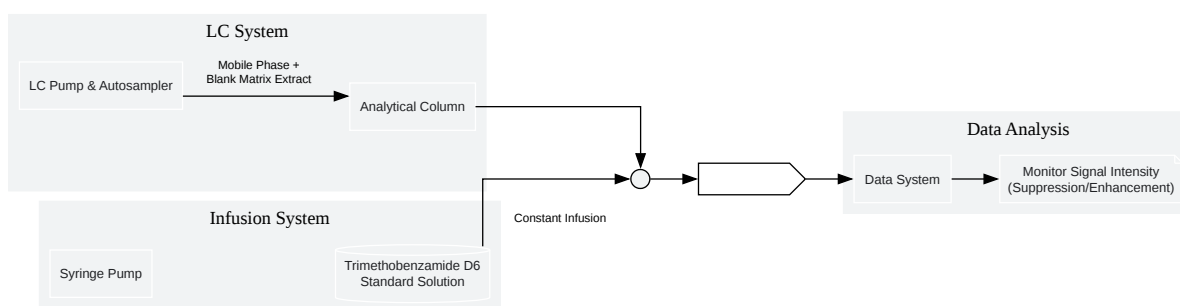 LC System
Mobile Phase +
Blank Matrix Extract
LC Pump & Autosampler
Analytical Column
Data Analysis
Data System
Monitor Signal Intensity
(Suppression/Enhancement)
Infusion System
Constant Infusion
Syringe Pump
Trimethobenzamide D6
Standard Solution